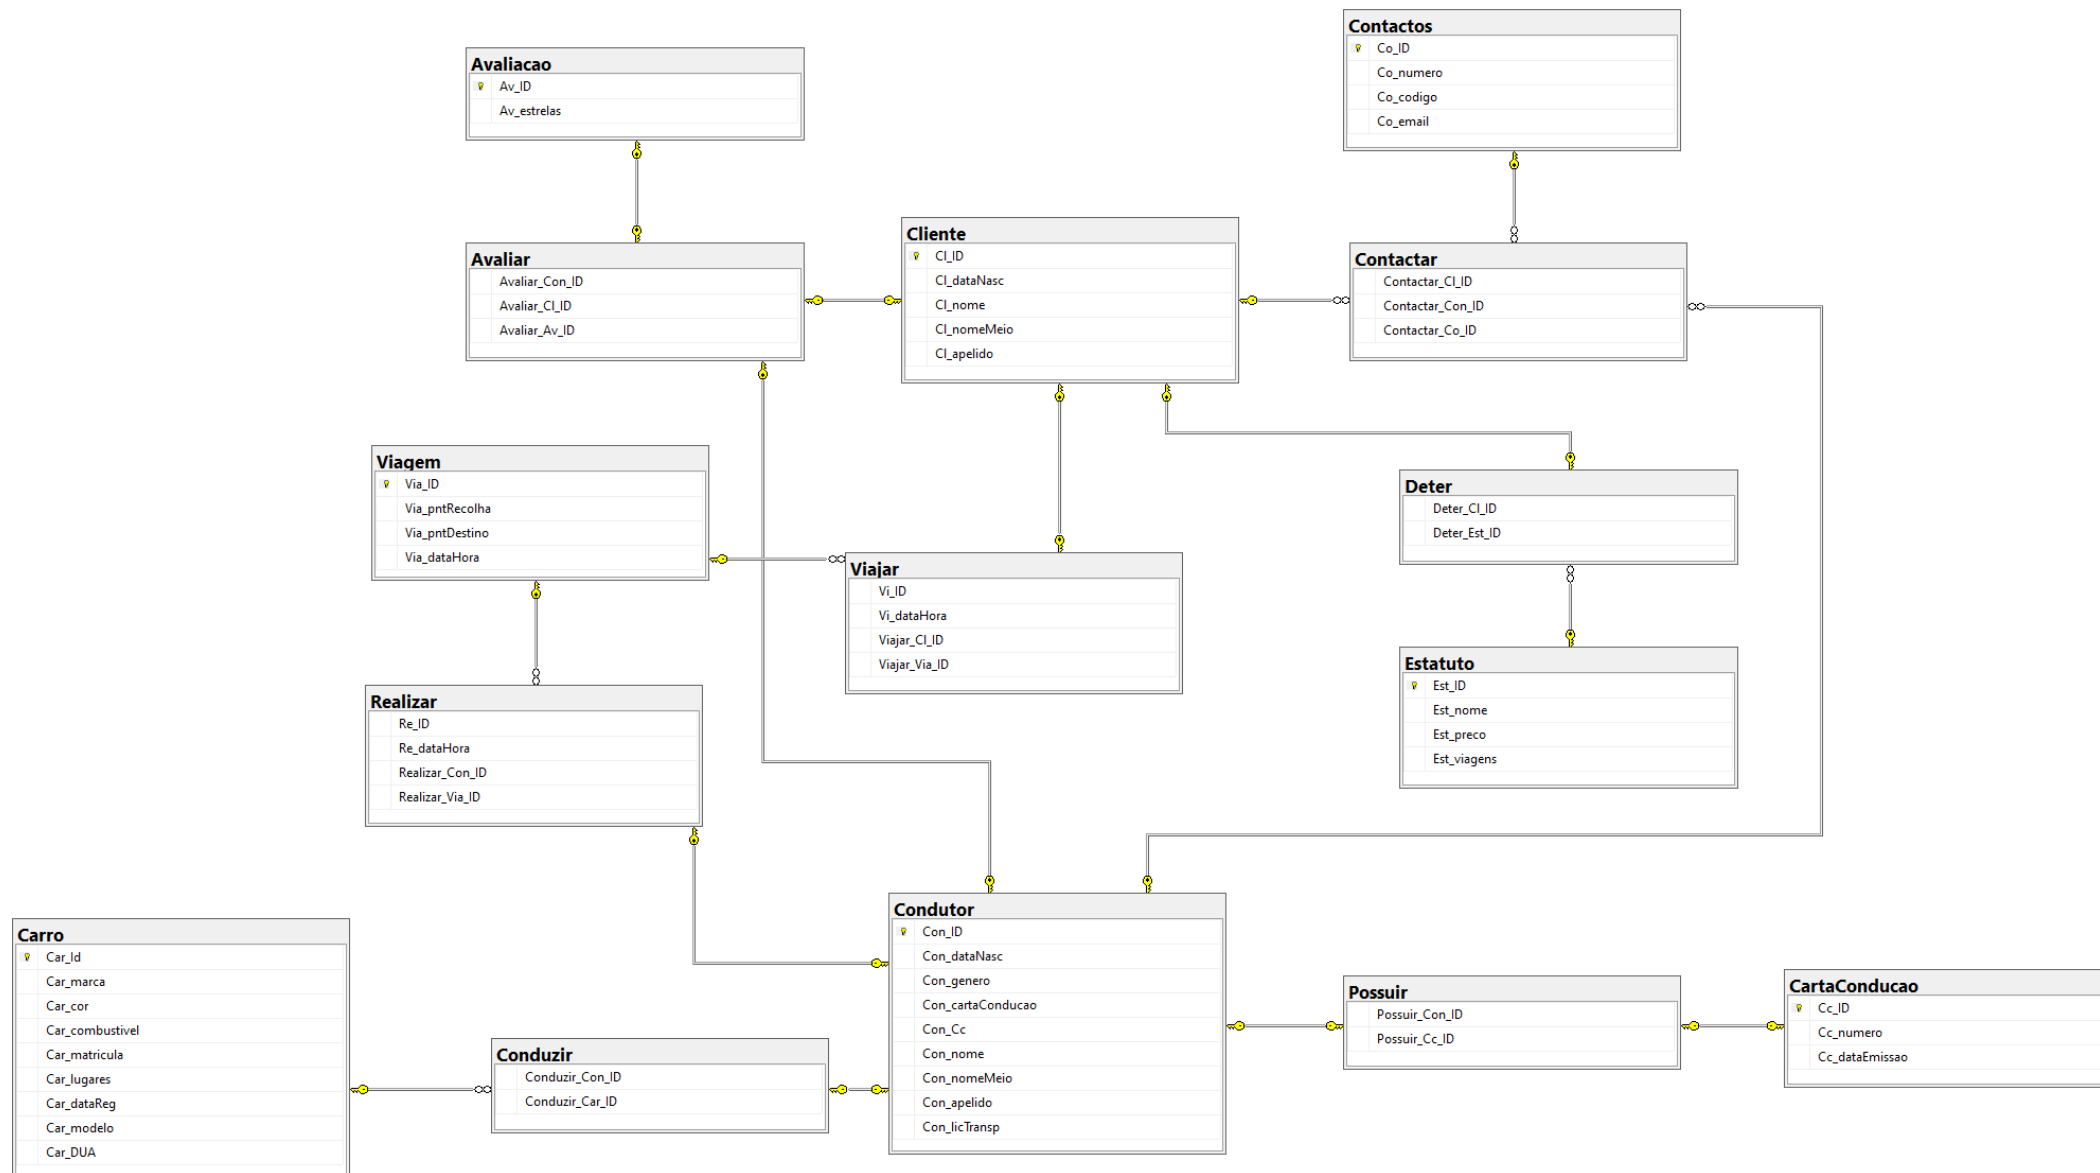 Contactos
Co_ID
Co_numero
Co_codigo
Co_email
Avaliacao
Av_ID
Av_estrelas
Cliente
Cl_ID
Cl_dataNasc
Cl_nome
Cl_nomeMeio
Cl_apelido
Avaliar
Avaliar_Con_ID
Avaliar_Cl_ID
Avaliar_Av_ID
Contactar
Contactar_Cl_ID
Contactar_Con_ID
Contactar_Co_ID
Viagem
Via_ID
Via_pntRecolha
Via_pntDestino
Via_dataHora
Deter
Deter_Cl_ID
Deter_Est_ID
Viajar
Vi_ID
Vi_dataHora
Viajar_Cl_ID
Viajar_Via_ID
Estatuto
Est_ID
Est_nome
Est_preco
Est_viagens
Realizar
Re_ID
Re_dataHora
Realizar_Con_ID
Realizar_Via_ID
Condutor
Con_ID
Con_dataNasc
Con_genero
Con_cartaConducao
Con_Cc
Con_nome
Con_nomeMeio
Con_apelido
Con_licTransp
Carro
Car_Id
Car_marca
Car_cor
Car_combustivel
Car_matricula
Car_lugares
Car_dataReg
Car_modelo
Car_DUA
Conduzir
Conduzir_Con_ID
Conduzir_Car_ID
Possuir
Possuir_Con_ID
Possuir_Cc_ID
CartaConducao
Cc_ID
Cc_numero
Cc_dataEmissao